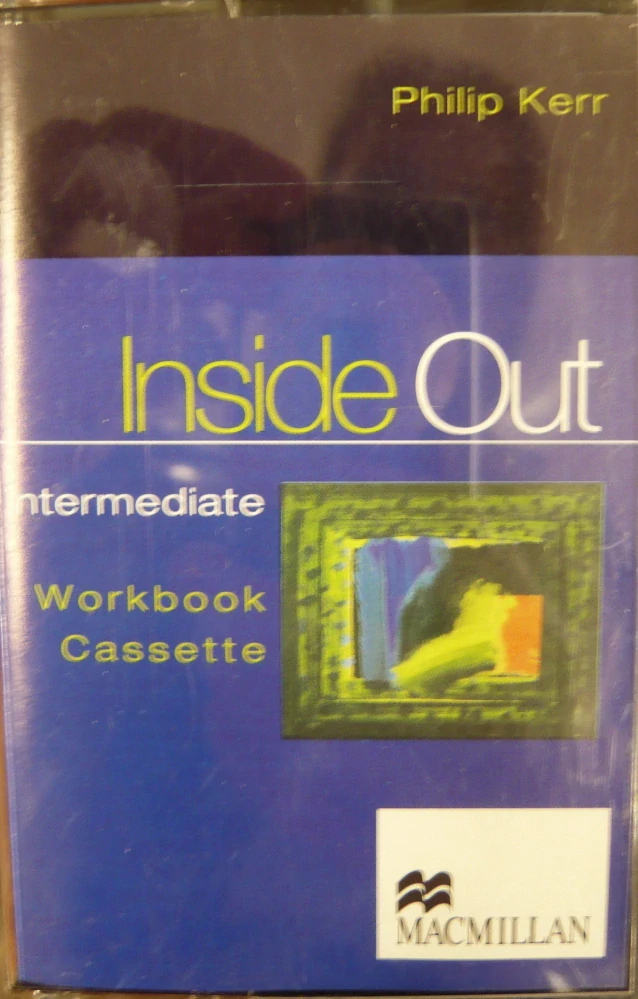 Philip Kerr
Inside Out
ntermediate
Workbook
Cassette
MACMILLAN